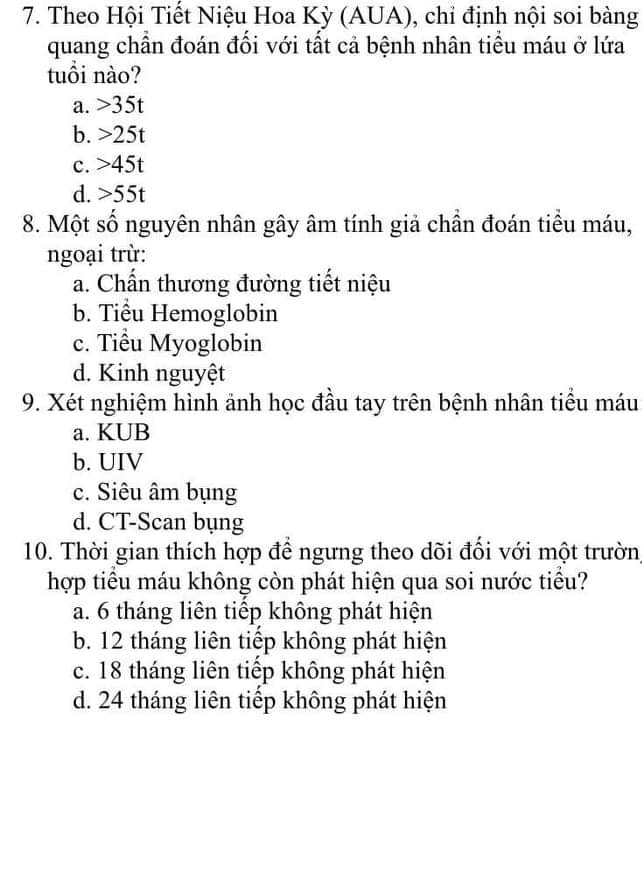 7. Theo Hội Tiết Niệu Hoa Kỳ (AUA), chỉ định nội soi bàng
quang chẩn đoán đối với tất cả bệnh nhân tiểu máu ở lứa
tuổi nào?
a. >35t
b. >25t
c. >45t
d. >55t
8. Một số nguyên nhân gây âm tính giả chẩn đoán tiểu máu,
ngoại trừ:
a. Chấn thương đường tiết niệu
b. Tiểu Hemoglobin
c. Tiểu Myoglobin
d. Kinh nguyệt
9. Xét nghiệm hình ảnh học đầu tay trên bệnh nhân tiểu máu
a. KUB
b. UIV
c. Siêu âm bụng
d. CT-Scan bụng
10. Thời gian thích hợp để ngưng theo dõi đối với một trườn
hợp tiểu máu không còn phát hiện qua soi nước tiểu?
a. 6 tháng liên tiếp không phát hiện
b. 12 tháng liên tiếp không phát hiện
c. 18 tháng liên tiếp không phát hiện
d. 24 tháng liên tiếp không phát hiện